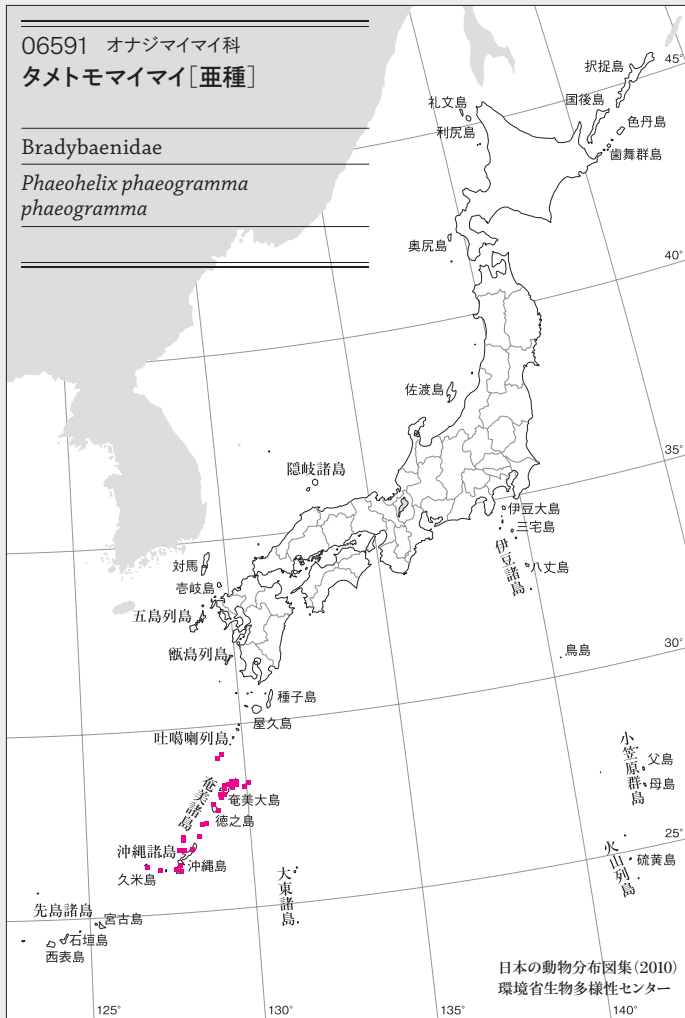 06591 オナジマイマイ科
タメトモマイマイ［亜種］
Bradybaenidae
Phaeohelix phaeogramma
phaeogramma
択捉島
45°
国後島
礼文島
色丹島
利尻島
歯舞群島
奥尻島
40°
佐渡島
35°
隠岐諸島
伊豆大島
三宅島
伊豆諸島
八丈島
対馬
壱岐島
五島列島
甑島列島
鳥島
30°
種子島
屋久島
吐噶喇列島
小笠原群島
父島
母島
奄美諸島
奄美大島
徳之島
25°
沖縄諸島
沖縄島
久米島
火山列島
硫黄島
大東諸島
先島諸島
宮古島
石垣島
西表島
日本の動物分布図集(2010)
環境省生物多様性センター
125°
130°
135°
140°